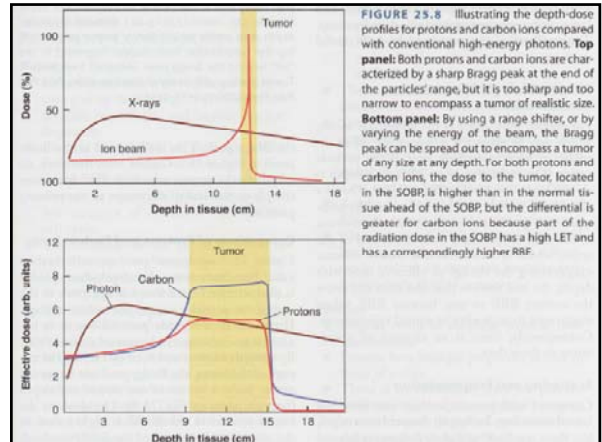 Tumor
100
50
100
Dose (%)
X-rays
Ion beam
2 6 10 14 18
Depth in tissue (cm)
Tumor
12
9
6
4
2
0
Effective dose (arb, units)
Photon
Carbon
Protons
3 6 9 12 15 18
Depth in tissue (cm)
FIGURE 25.8 Illustrating the depth-dose
profiles for protons and carbon ions compared
with conventional high-energy photons. Top
panel: Both protons and carbon ions are char-
acterized by a sharp Bragg peak at the end of
the particles' range, but it is too sharp and too
narrow to encompass a tumor of realistic size.
Bottom panel: By using a range shifter, or by
varying the energy of the beam, the Bragg
peak can be spread out to encompass a tumor
of any size at any depth. For both protons and
carbon ions, the dose to the tumor, located
in the SOBP, is higher than in the normal tis-
sue ahead of the SOBP, but the differential is
greater for carbon ions because part of the
radiation dose in the SOBP has a high LET and
has a correspondingly higher RBE.